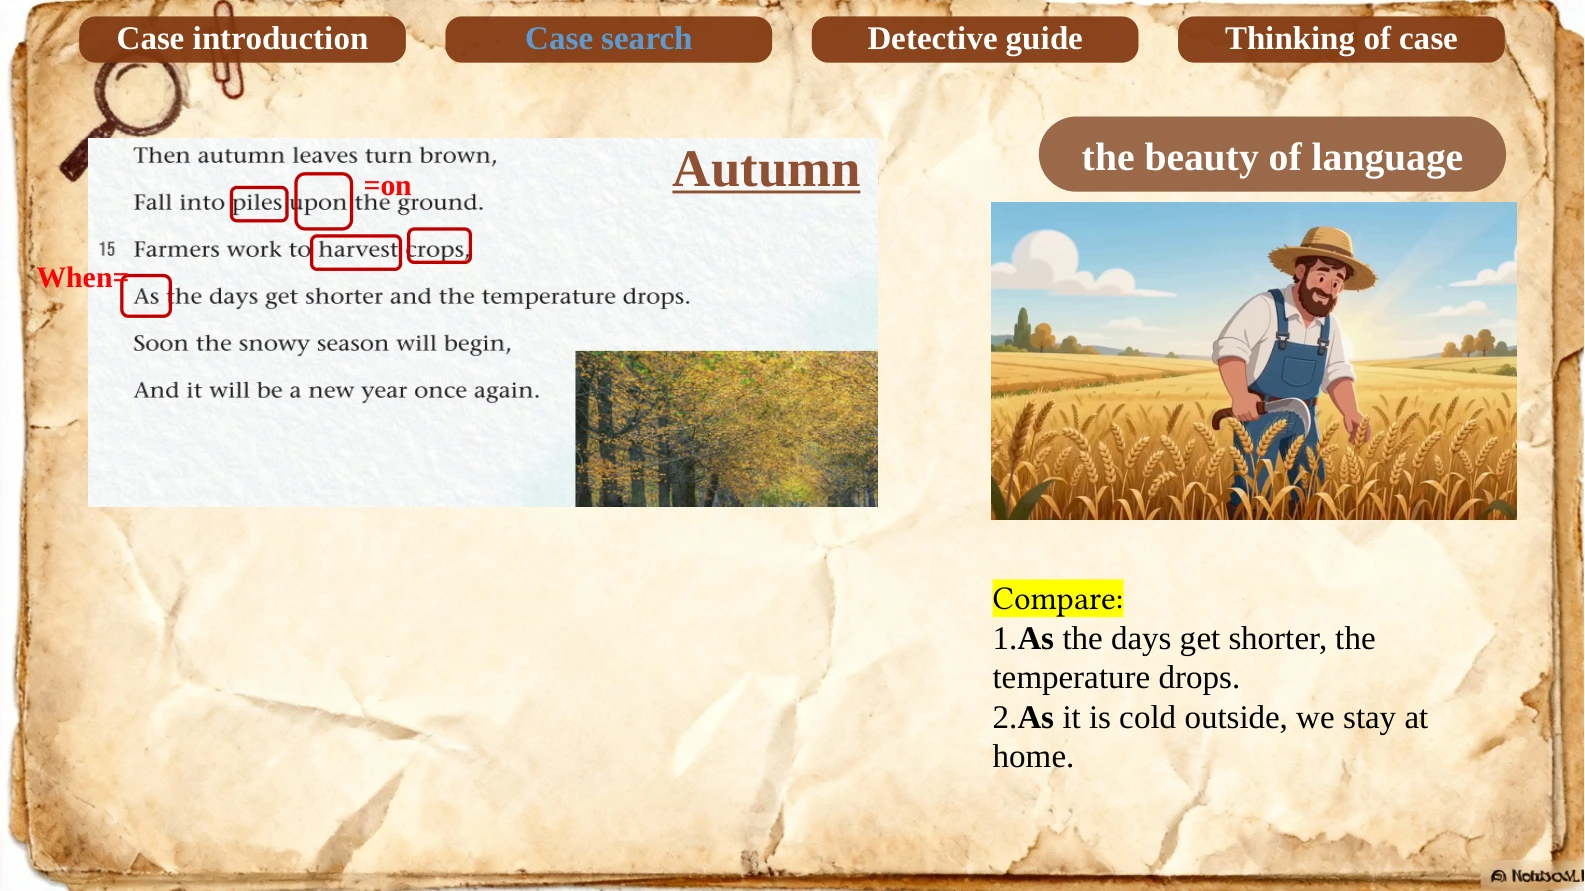 Case introduction
Case search
Detective guide
Thinking of case
Autumn
Then autumn leaves turn brown,
=on
Fall into piles upon the ground.
15 Farmers work to harvest crops,
When=
As the days get shorter and the temperature drops.
Soon the snowy season will begin,
And it will be a new year once again.
the beauty of language
Compare:
1.As the days get shorter, the
temperature drops.
2.As it is cold outside, we stay at
home.